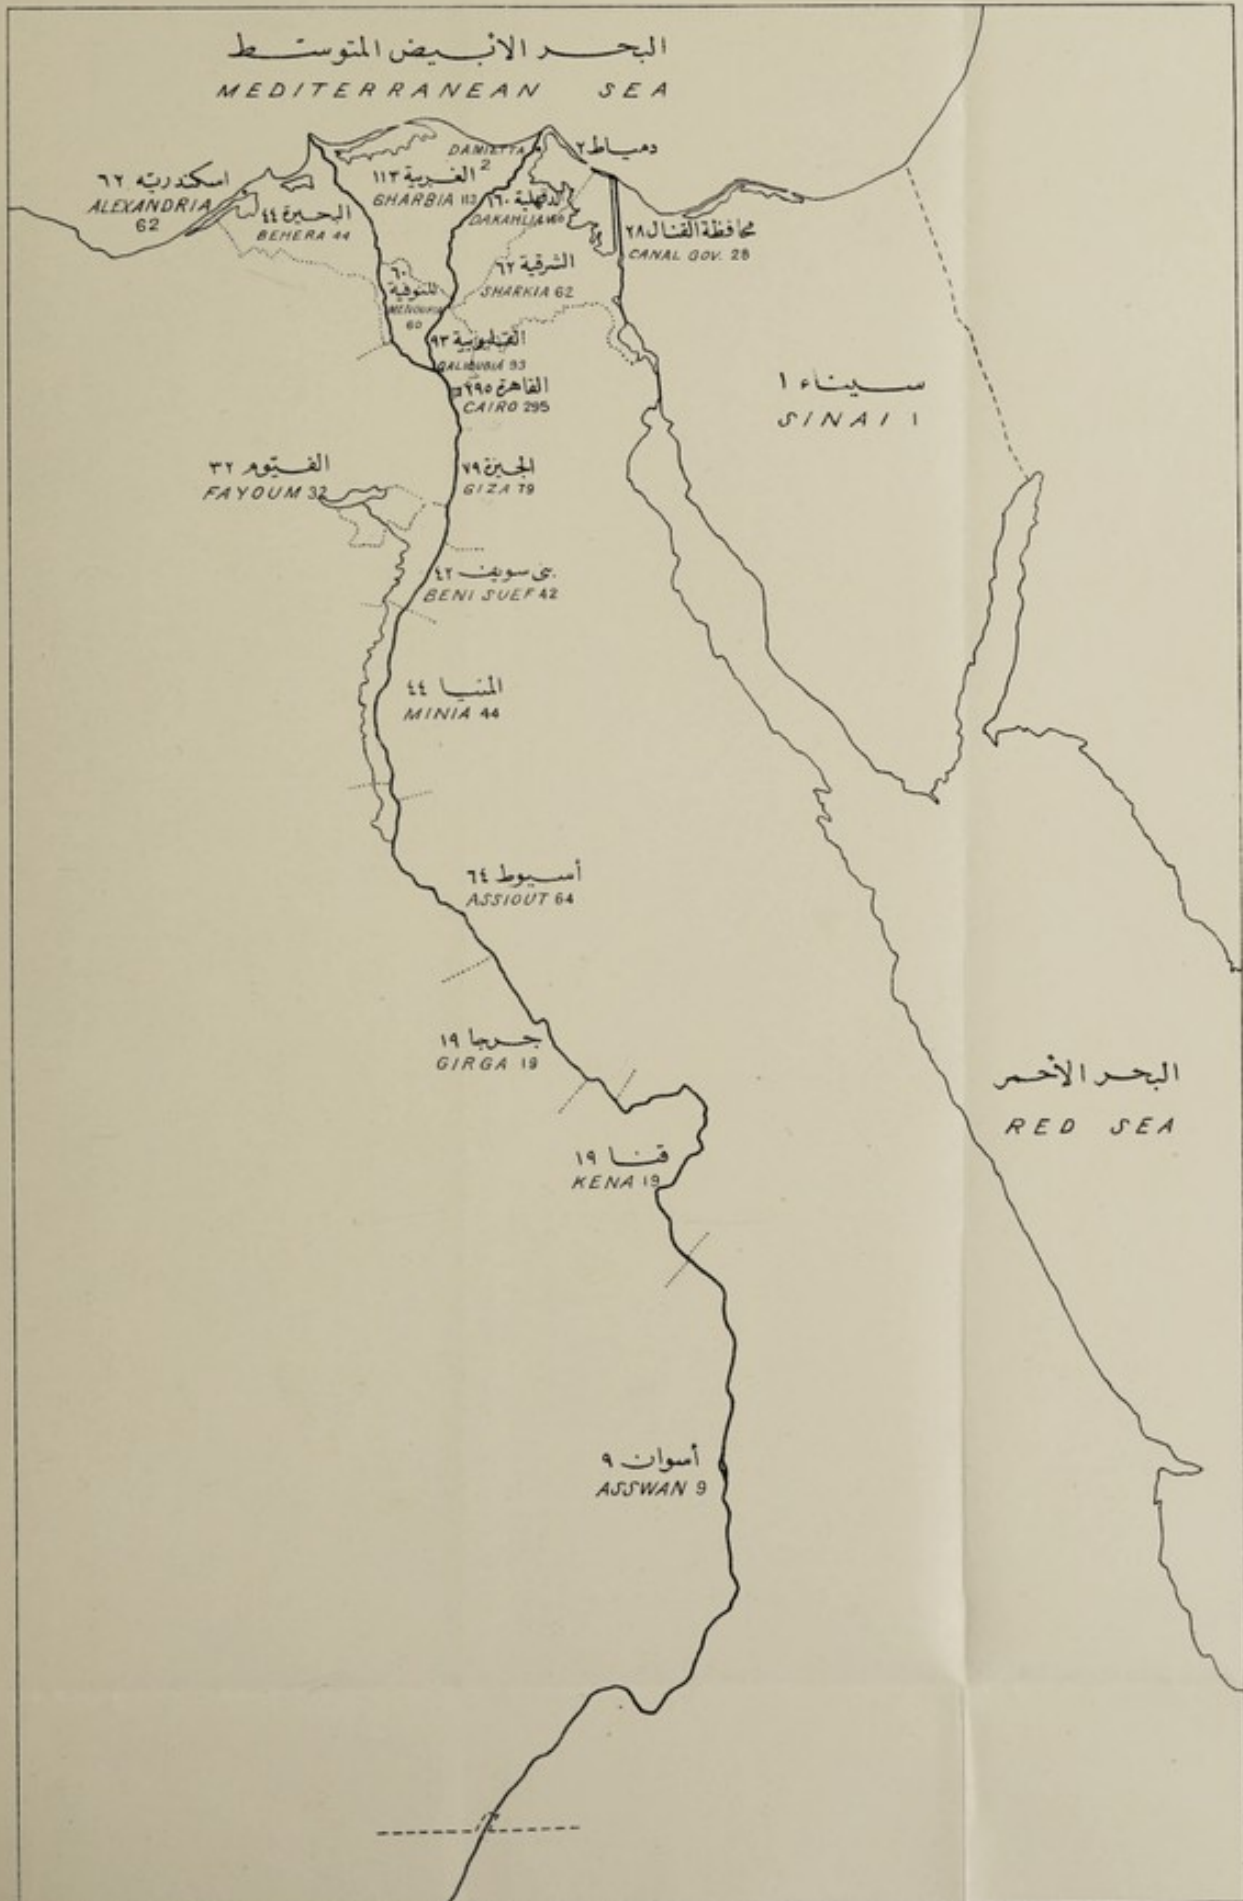 البحر الأبيض المتوسط
MEDITERRANEAN SEA
دمياط ٢
DAMIETTA
2
اسكندرية ٦٢
ALEXANDRIA
62
الغربية ١١٣
GHARBIA 113
البحيرة ٤٤
BEHERA 44
الدقهلية ١٦٠
DAKAHLIA 160
محافظة القنال ٢٨
CANAL GOV. 28
الشرقية ٦٢
SHARKIA 62
٦٠
المنوفية
MENOUFIA
60
القليوبية ٩٣
QALIOUBIA 93
القاهرة ٢٩٥
CAIRO 295
سيناء ١
SINAI 1
الفيوم ٣٢
FAYOUM 32
الجيزة ٧٩
GIZA 79
بنى سويف ٤٢
BENI SUEF 42
المنيا ٤٤
MINIA 44
أسيوط ٦٤
ASSIOUT 64
جرجا ١٩
GIRGA 19
البحر الأحمر
RED SEA
قنا ١٩
KENA 19
أسوان ٩
ASSWAN 9